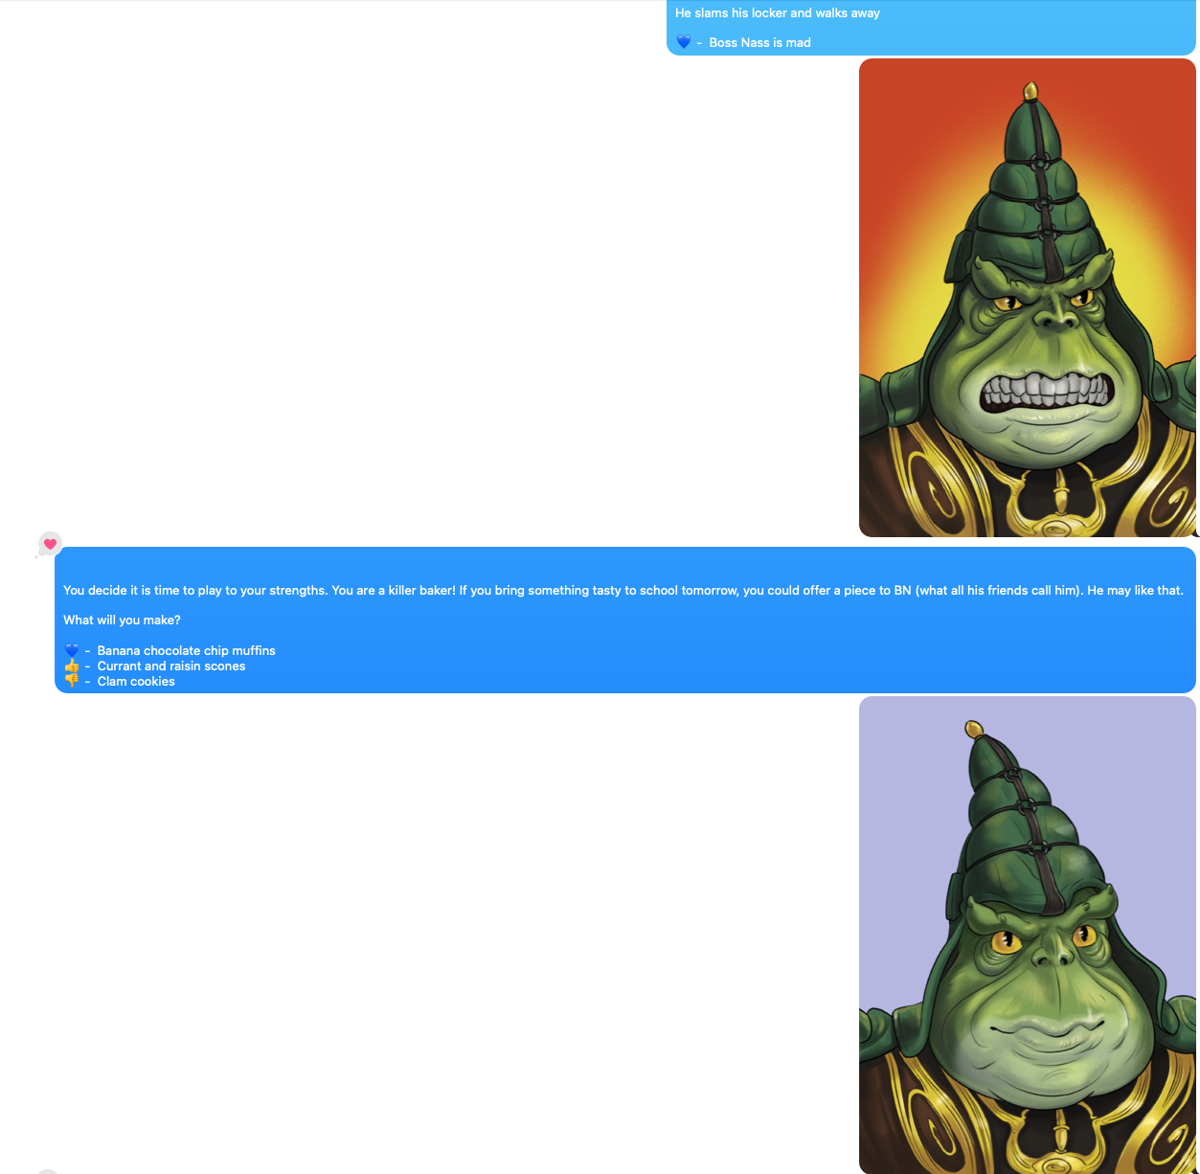 He slams his locker and walks away
💙 - Boss Nass is mad
You decide it is time to play to your strengths. You are a killer baker! If you bring something tasty to school tomorrow, you could offer a piece to BN (what all his friends call him). He may like that.
What will you make?
💙 - Banana chocolate chip muffins
👍 - Currant and raisin scones
👎 - Clam cookies